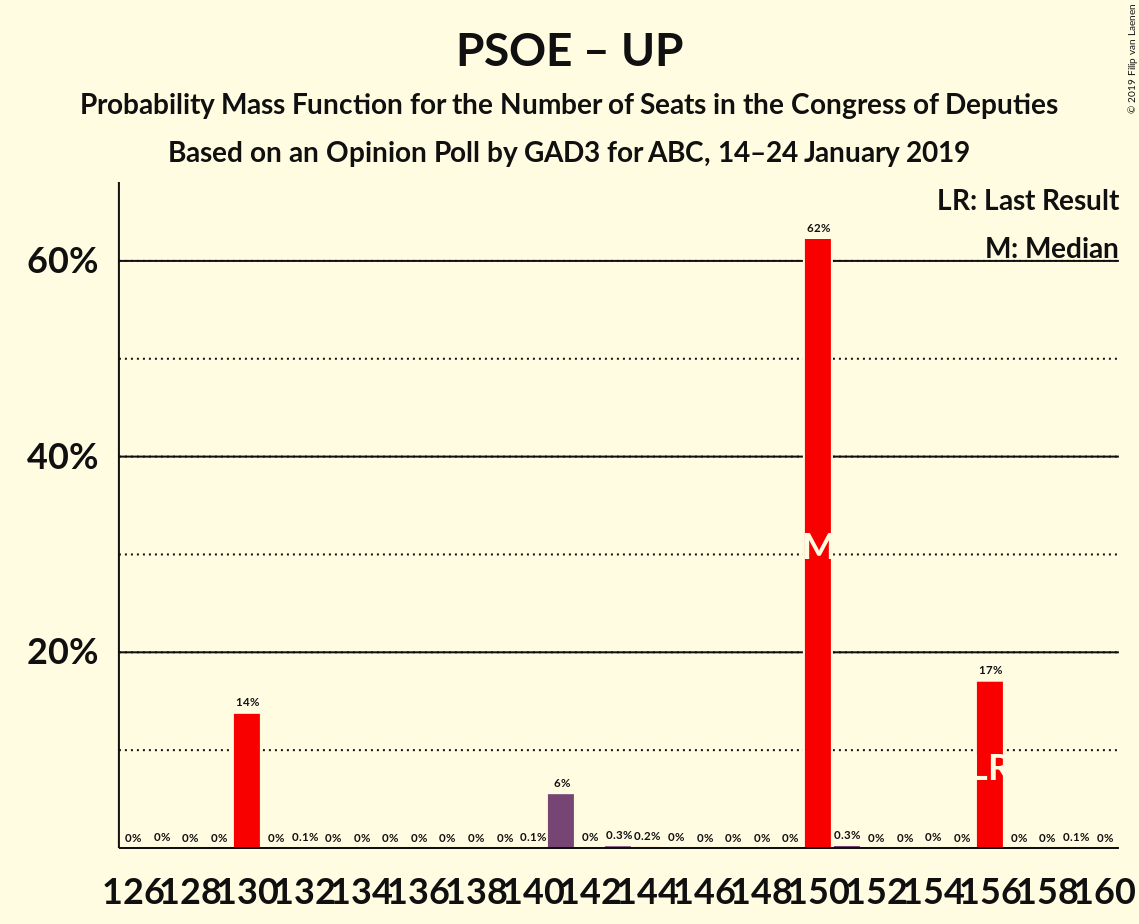 PSOE – UP
Probability Mass Function for the Number of Seats in the Congress of Deputies
Based on an Opinion Poll by GAD3 for ABC, 14–24 January 2019
© 2019 Filip van Laenen
LR: Last Result
M: Median
60%
40%
20%
0% 0% 0% 0% 14% 0% 0.1% 0% 0% 0% 0% 0% 0% 0% 0.1% 6% 0% 0.3% 0.2% 0% 0% 0% 0% 0% 62% 0.3% 0% 0% 0% 0% 17% 0% 0% 0.1% 0%
M
LR
126 128 130 132 134 136 138 140 142 144 146 148 150 152 154 156 158 160